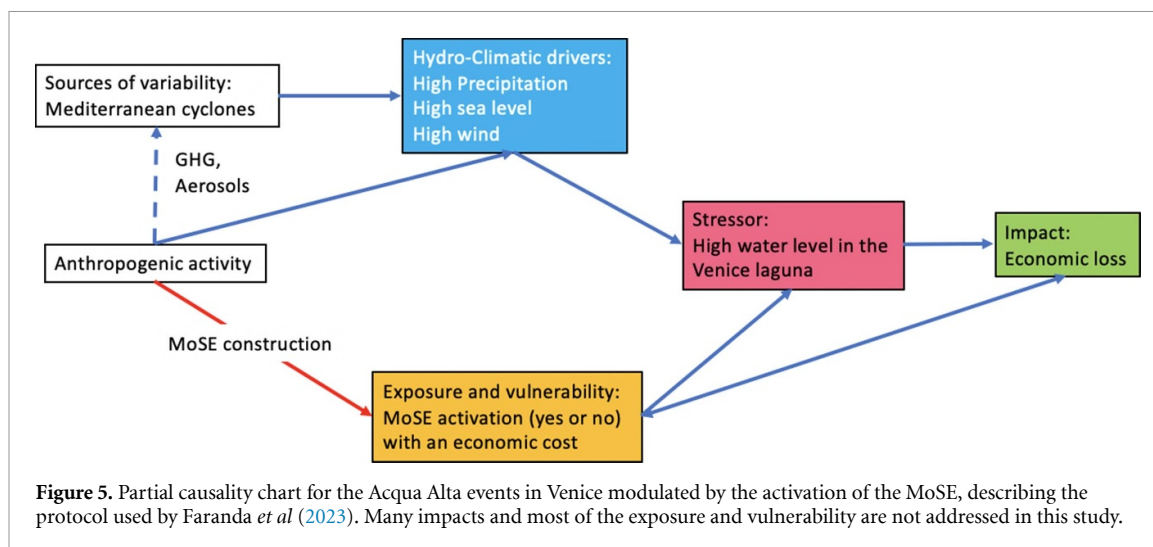 Sources of variability:
Mediterranean cyclones
Hydro-Climatic drivers:
High Precipitation
High sea level
High wind
GHG,
Aerosols
Anthropogenic activity
Stressor:
High water level in the
Venice laguna
Impact:
Economic loss
MoSE construction
Exposure and vulnerability:
MoSE activation (yes or no)
with an economic cost
Figure 5. Partial causality chart for the Acqua Alta events in Venice modulated by the activation of the MoSE, describing the
protocol used by Faranda et al (2023). Many impacts and most of the exposure and vulnerability are not addressed in this study.